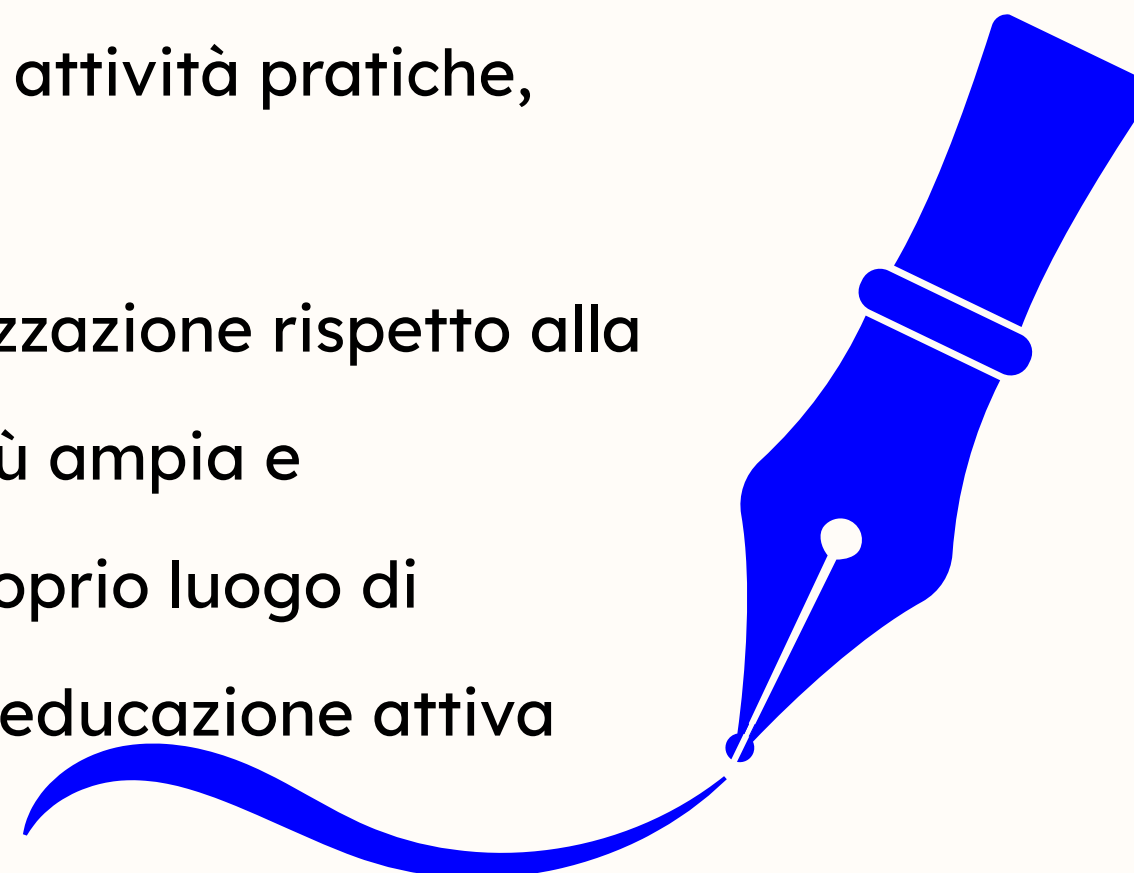 attività pratiche,
zzazione rispetto alla
ù ampia e
oprio luogo di
educazione attiva